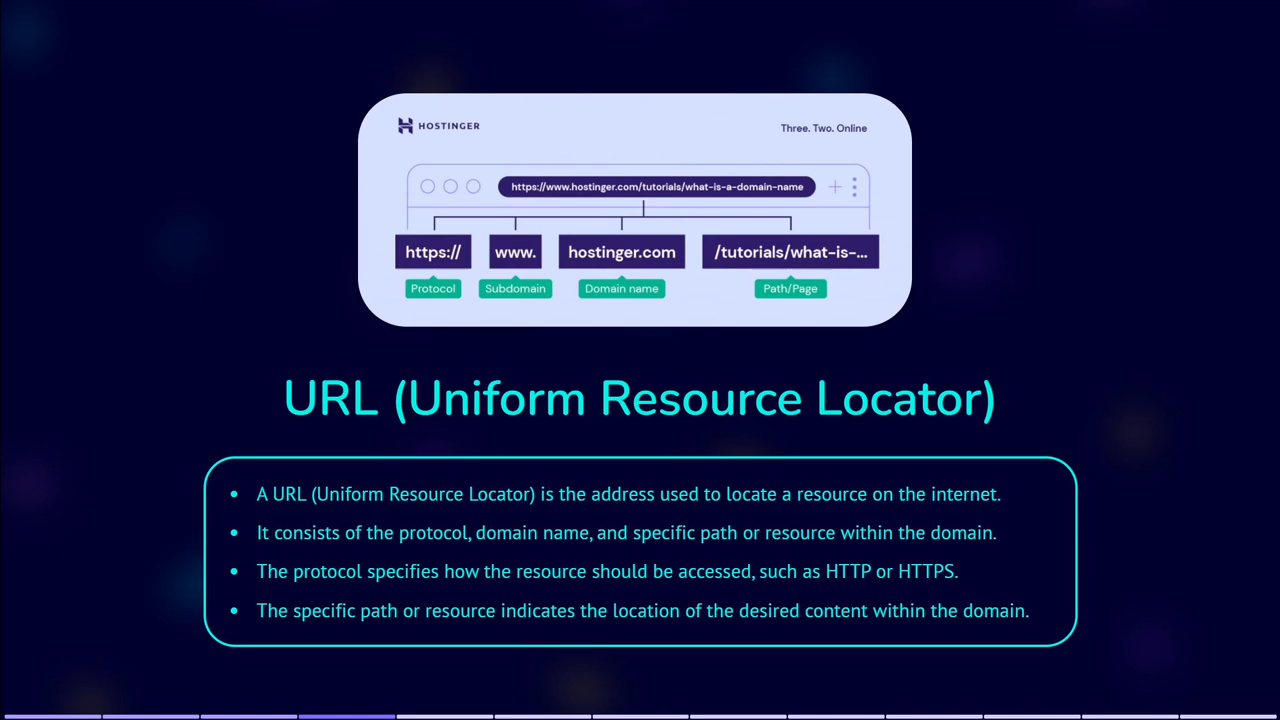 HOSTINGER
Three. Two. Online
https://www.hostinger.com/tutorials/what-is-a-domain-name
https:// www. hostinger.com /tutorials/what-is-...
Protocol Subdomain Domain name Path/Page
URL (Uniform Resource Locator)
• A URL (Uniform Resource Locator) is the address used to locate a resource on the internet.
• It consists of the protocol, domain name, and specific path or resource within the domain.
• The protocol specifies how the resource should be accessed, such as HTTP or HTTPS.
• The specific path or resource indicates the location of the desired content within the domain.